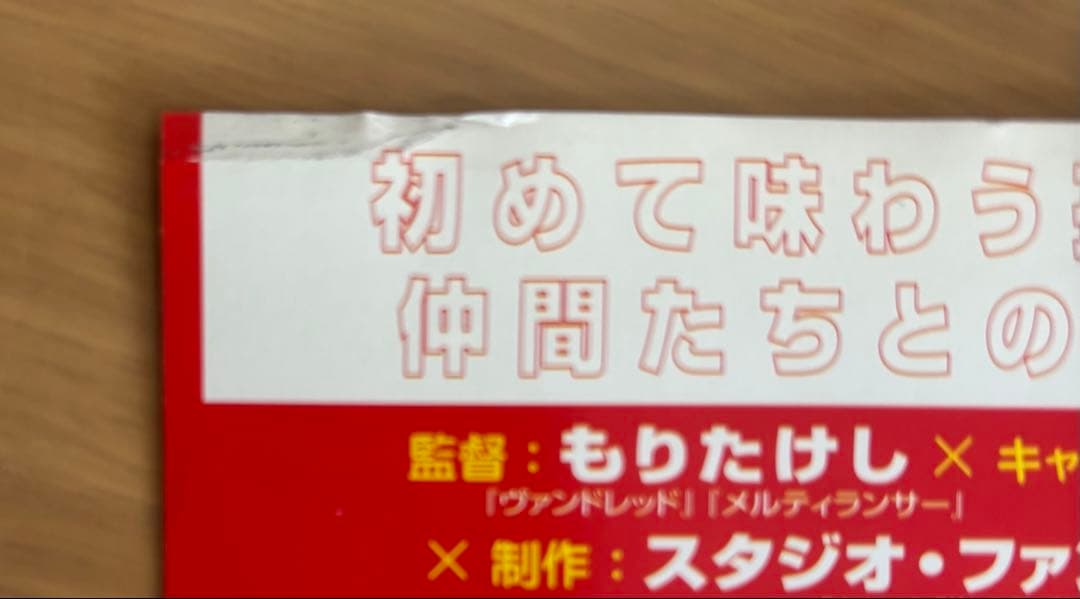 初めて味わう
仲間たちとの
監督：もりたけし×キャ
「ヴァンドレッド」「メルティランサー」
×制作：スタジオ・ファン